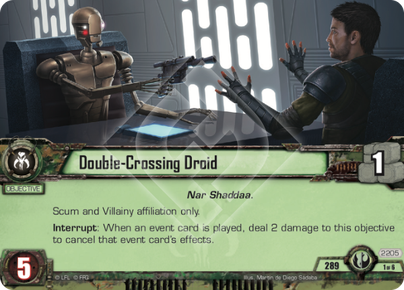 Double-Crossing Droid
1
OBJECTIVE
Nar Shaddaa.
Scum and Villainy affiliation only.
Interrupt: When an event card is played, deal 2 damage to this objective
to cancel that event card's effects.
5
© LFL © FFG
Illus. Martin de Diego Sádaba
289
2205
1 of 6